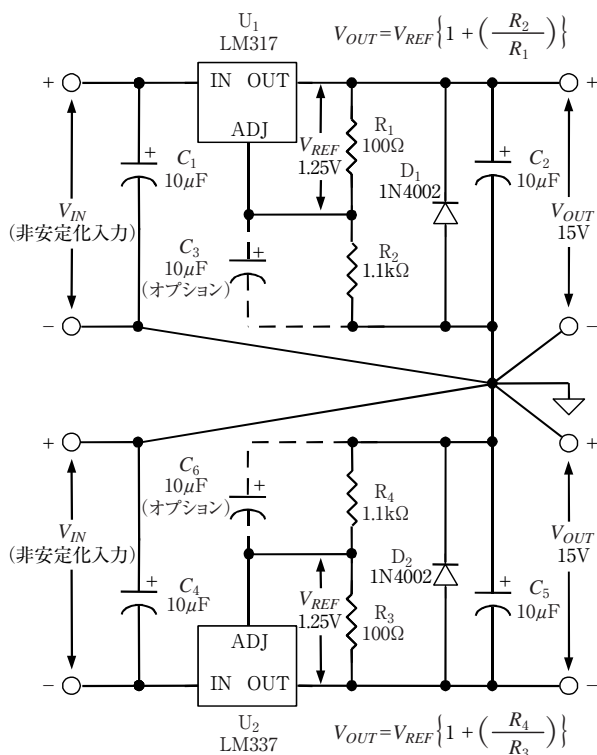 U1
LM317
VOUT=VREF{1+(R2/R1)}
+
IN OUT
ADJ
+
+
C1
10μF
VREF
1.25V
R1
100Ω
D1
1N4002
+
C2
10μF
VIN
(非安定化入力)
C3
10μF
(オプション)
+
R2
1.1kΩ
VOUT
15V
−
−
+
+
C6
10μF
(オプション)
+
R4
1.1kΩ
VIN
(非安定化入力)
C4
10μF
+
VREF
1.25V
D2
1N4002
R3
100Ω
+
C5
10μF
VOUT
15V
ADJ
IN OUT
−
−
U2
LM337
VOUT=VREF{1+(R4/R3)}